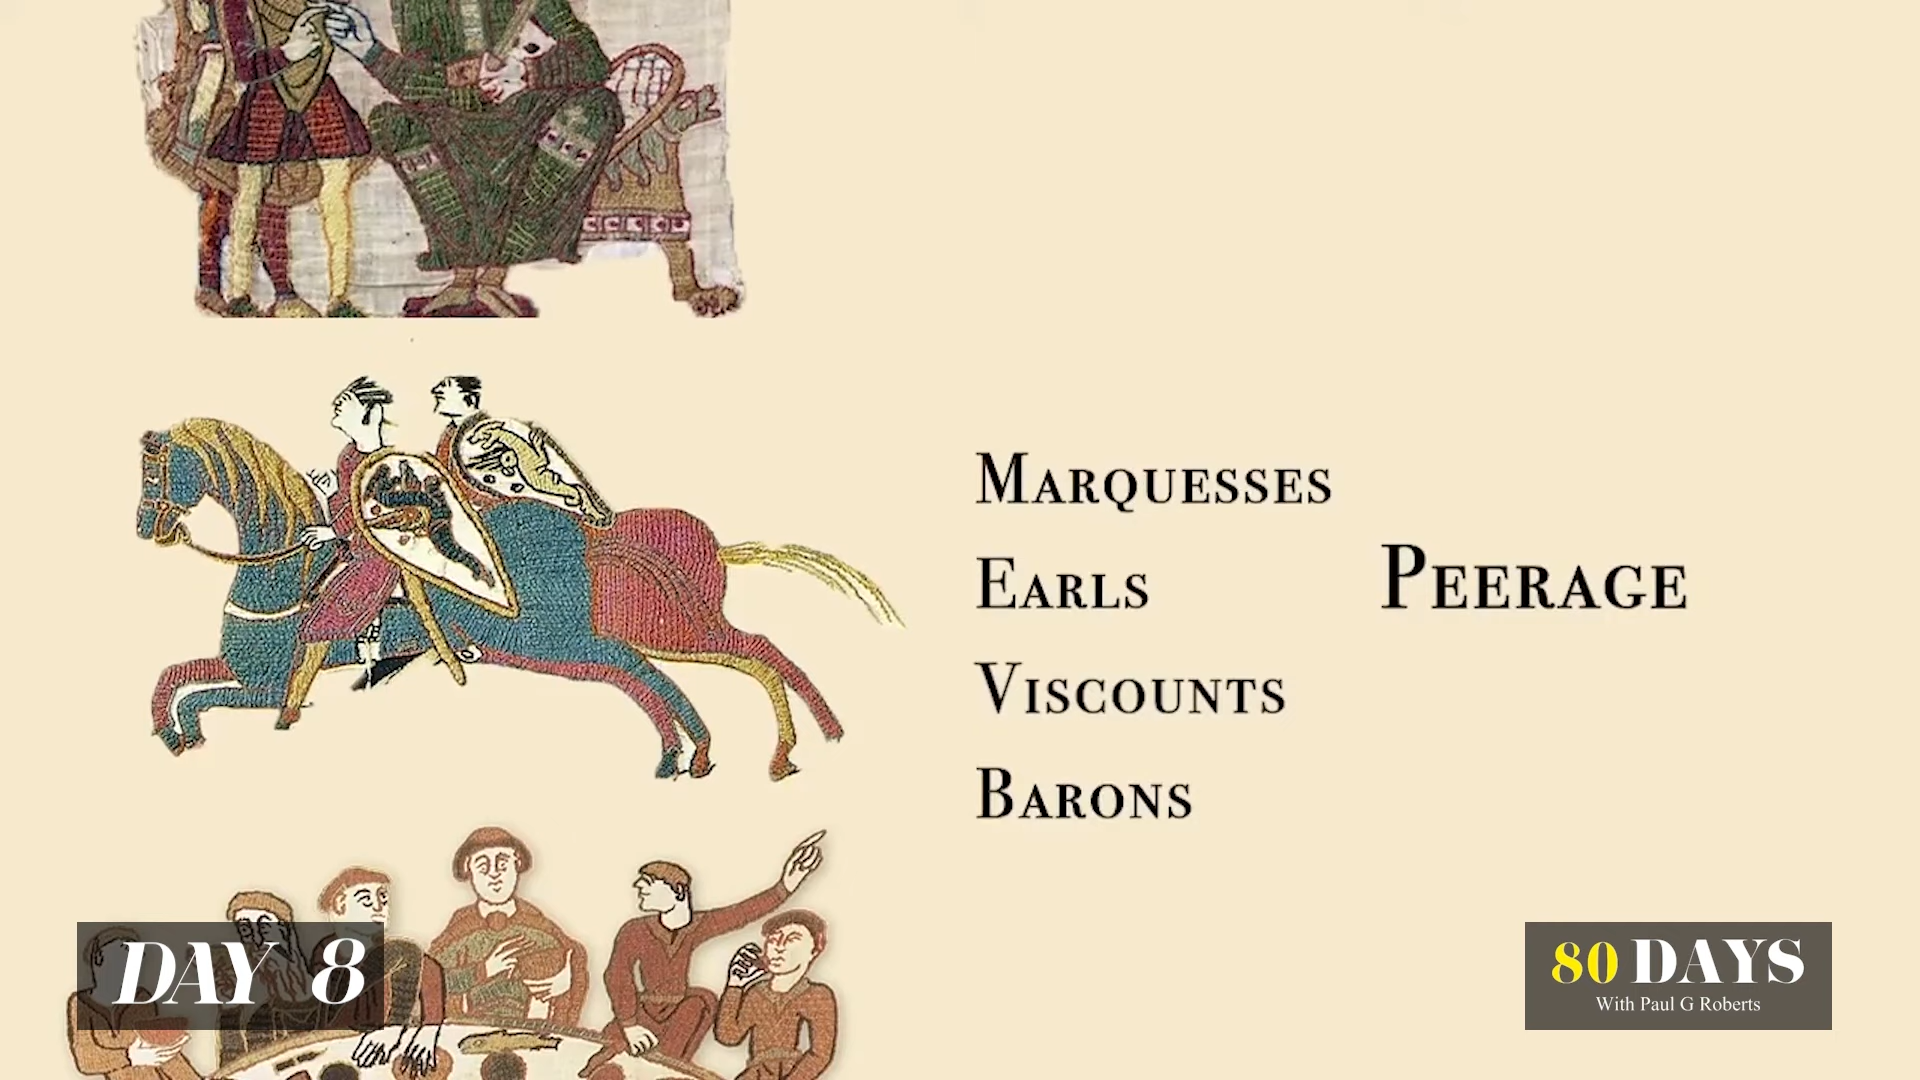 MARQUESSES
EARLS
PEERAGE
VISCOUNTS
BARONS
DAY 8
80 DAYS
With Paul G Roberts